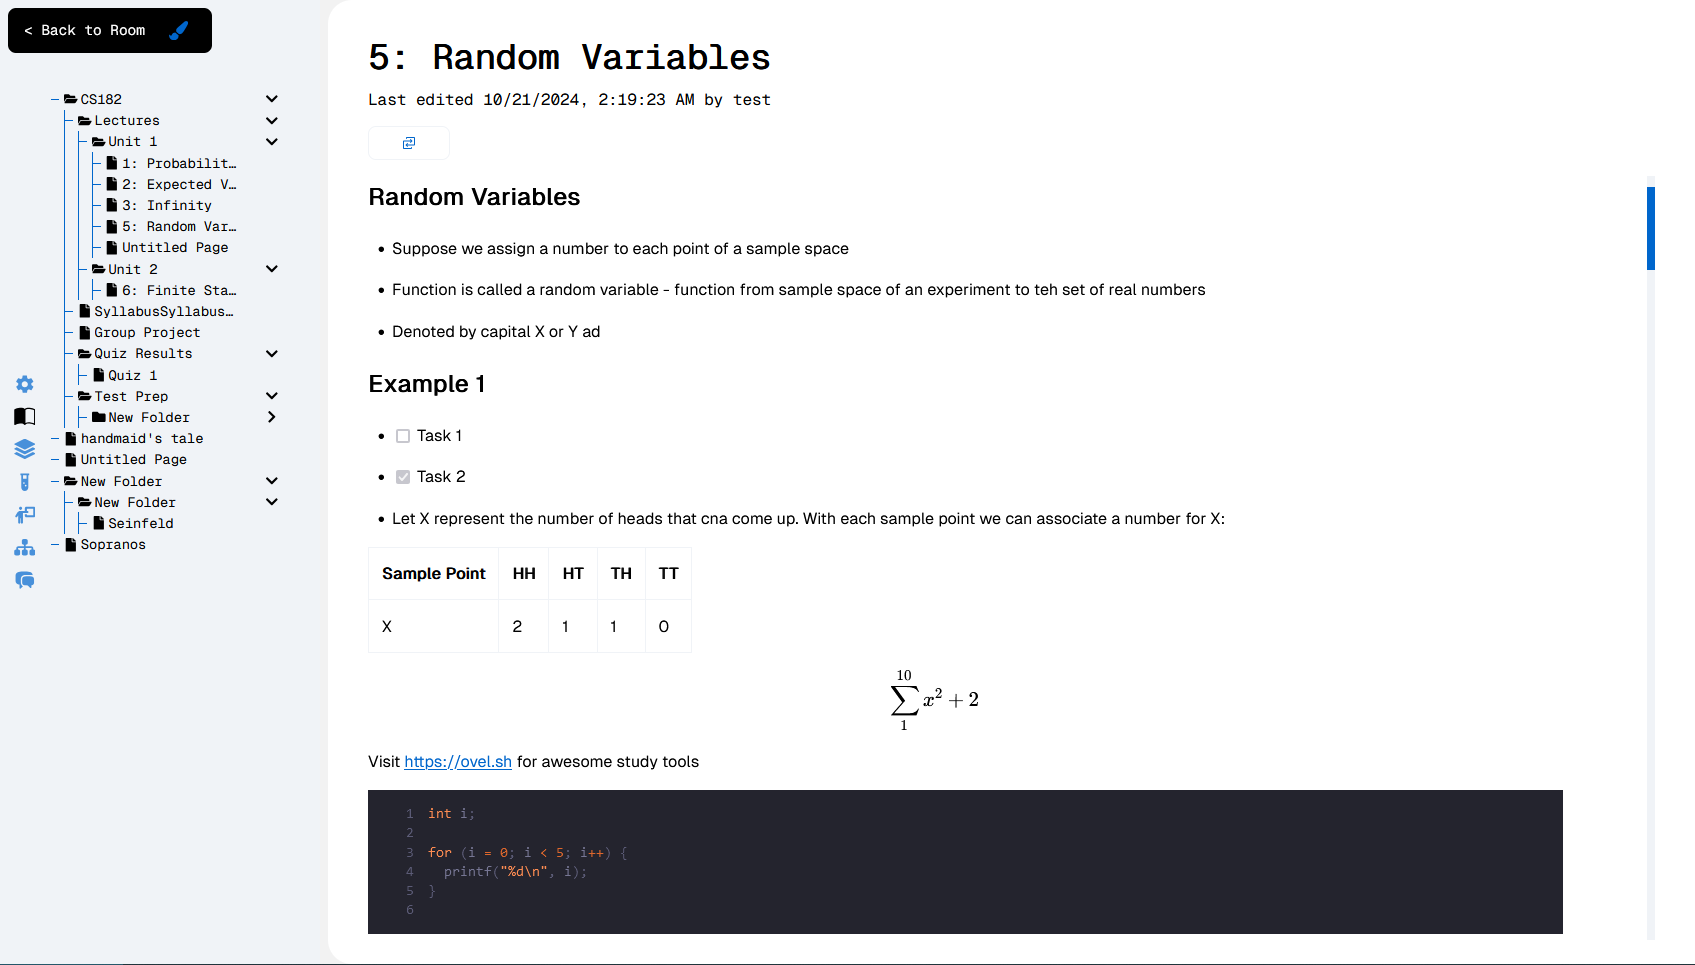 < Back to Room
CS182
Lectures
Unit 1
1: Probabilit…
2: Expected V…
3: Infinity
5: Random Var…
Untitled Page
Unit 2
6: Finite Sta…
SyllabusSyllabus…
Group Project
Quiz Results
Quiz 1
Test Prep
New Folder
handmaid's tale
Untitled Page
New Folder
New Folder
Seinfeld
Sopranos
5: Random Variables
Last edited 10/21/2024, 2:19:23 AM by test
Random Variables
Suppose we assign a number to each point of a sample space
Function is called a random variable - function from sample space of an experiment to teh set of real numbers
Denoted by capital X or Y ad
Example 1
Task 1
Task 2
Let X represent the number of heads that cna come up. With each sample point we can associate a number for X:
Sample Point HH HT TH TT
X 2 1 1 0
10
∑ x² + 2
1
Visit https://ovel.sh for awesome study tools
1 int i;
2
3 for (i = 0; i < 5; i++) {
4 printf("%d\n", i);
5 }
6